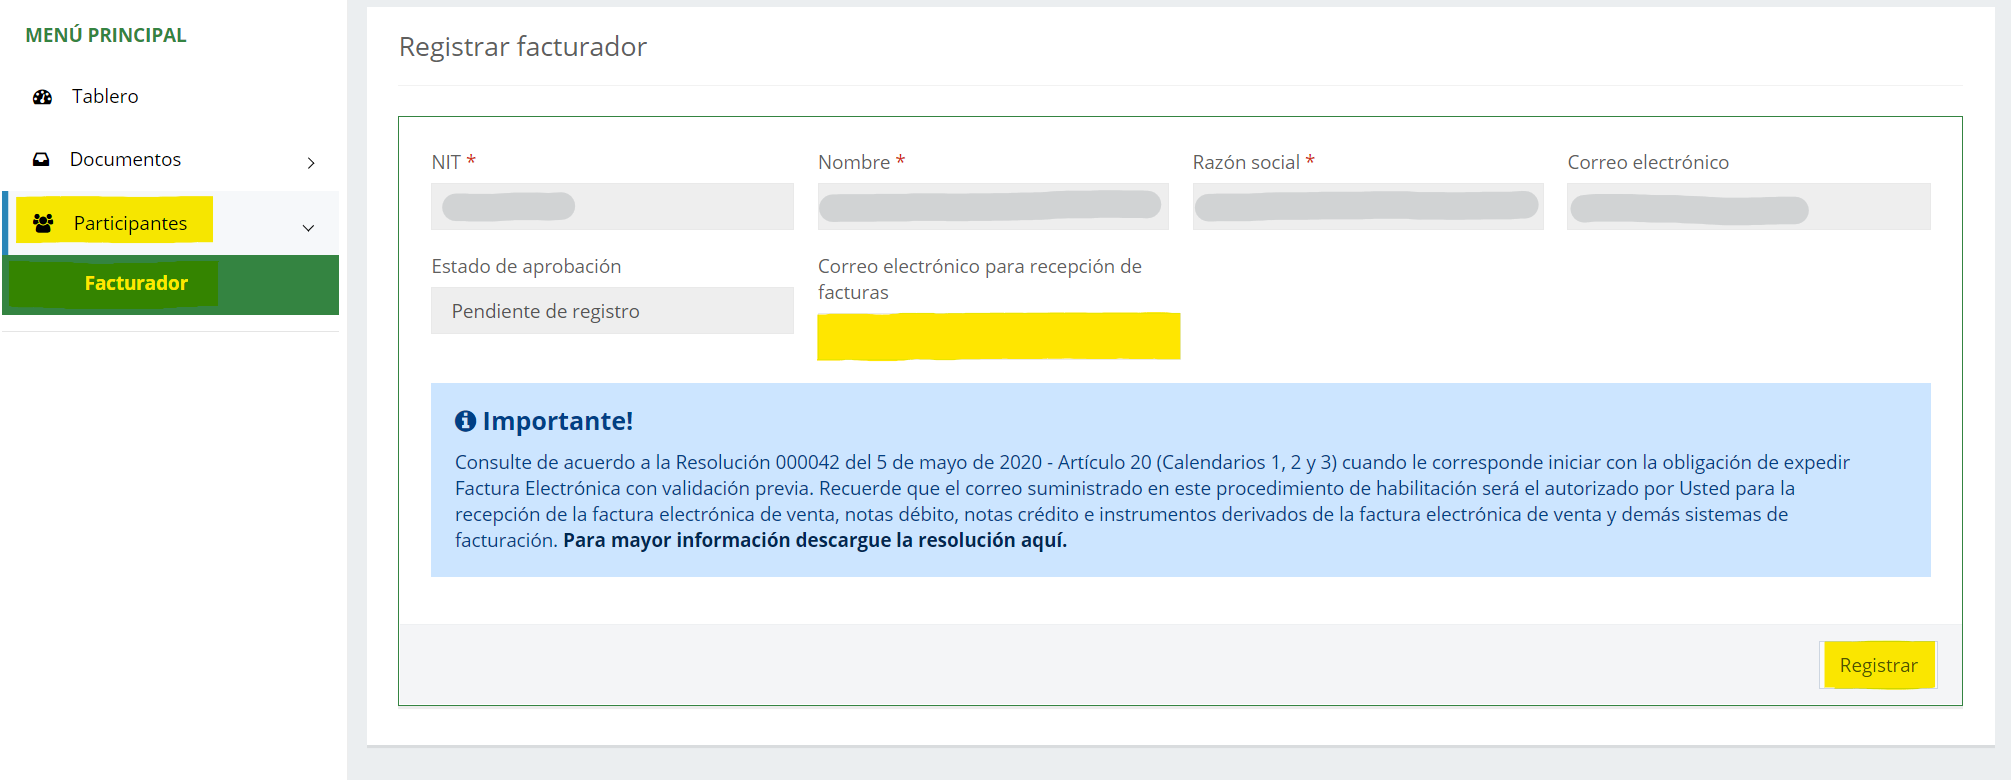 MENÚ PRINCIPAL
Tablero
Documentos
Participantes
Facturador
Registrar facturador
NIT *
Nombre *
Razón social *
Correo electrónico
Estado de aprobación
Pendiente de registro
Correo electrónico para recepción de
facturas
Importante!
Consulte de acuerdo a la Resolución 000042 del 5 de mayo de 2020 - Artículo 20 (Calendarios 1, 2 y 3) cuando le corresponde iniciar con la obligación de expedir
Factura Electrónica con validación previa. Recuerde que el correo suministrado en este procedimiento de habilitación será el autorizado por Usted para la
recepción de la factura electrónica de venta, notas débito, notas crédito e instrumentos derivados de la factura electrónica de venta y demás sistemas de
facturación. Para mayor información descargue la resolución aquí.
Registrar